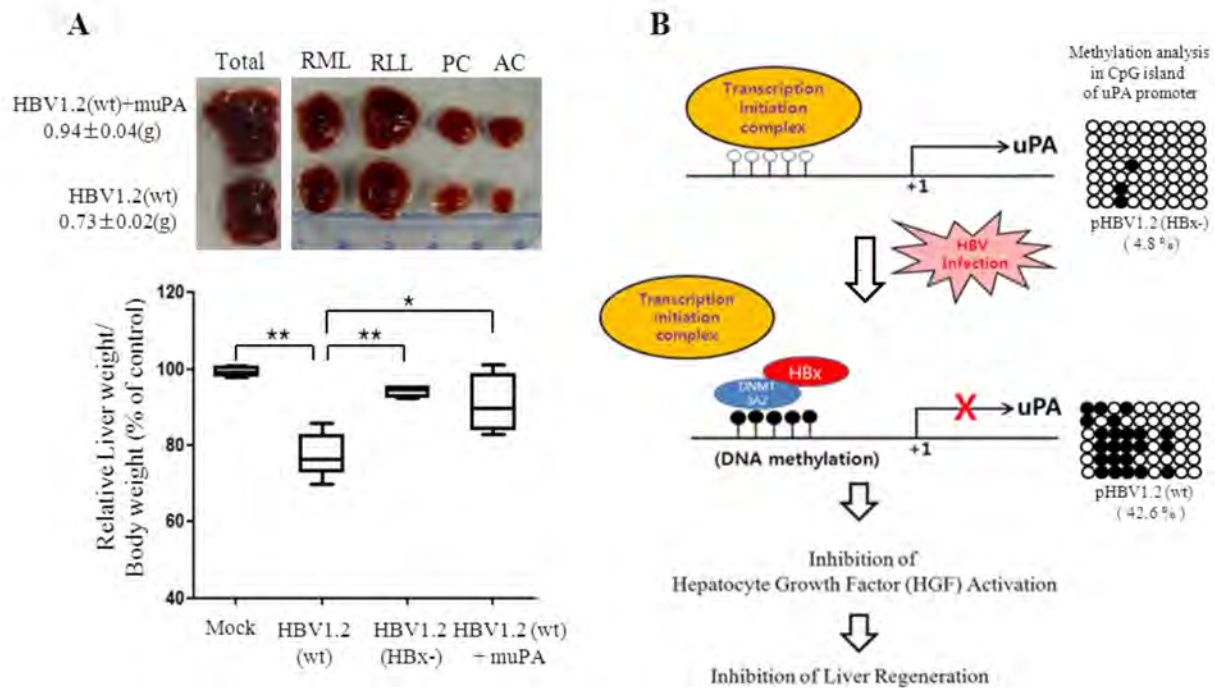 A
Total
RML RLL PC AC
HBV1.2(wt)+muPA
0.94±0.04(g)
HBV1.2(wt)
0.73±0.02(g)
Relative Liver weight/
Body weight (% of control)
120
100
80
60
40
**
**
*
Mock
HBV1.2
(wt)
HBV1.2
(HBx-)
HBV1.2 (wt)
+ muPA
B
Methylation analysis
in CpG island
of uPA promoter
Transcription
initiation
complex
uPA
+1
pHBV1.2 (HBx-)
( 4.8 %)
HBV
Infection
Transcription
initiation
complex
HBx
DNMT
3A2
X
uPA
(DNA methylation)
+1
pHBV1.2 (wt)
( 42.6 %)
Inhibition of
Hepatocyte Growth Factor (HGF) Activation
Inhibition of Liver Regeneration